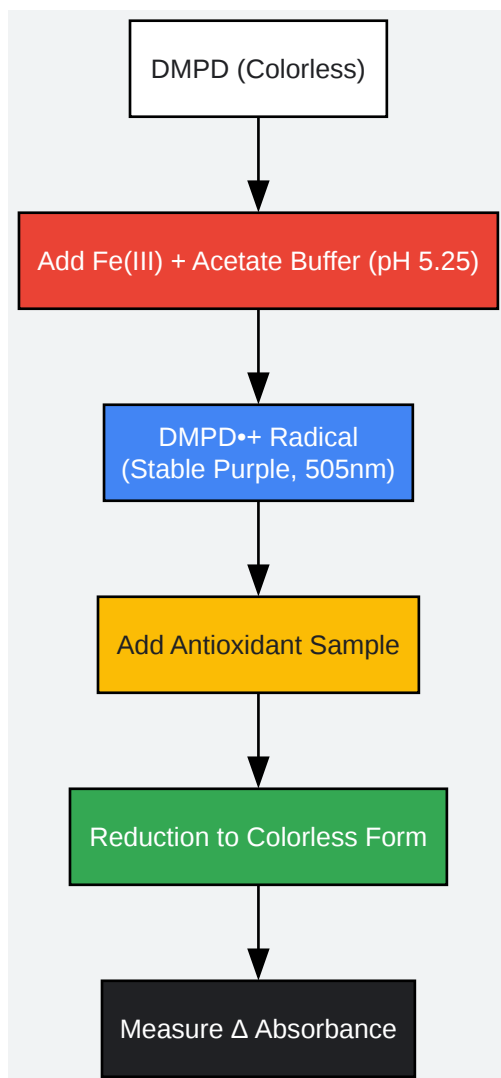 DMPD (Colorless)
Add Fe(III) + Acetate Buffer (pH 5.25)
DMPD•+ Radical
(Stable Purple, 505nm)
Add Antioxidant Sample
Reduction to Colorless Form
Measure Δ Absorbance